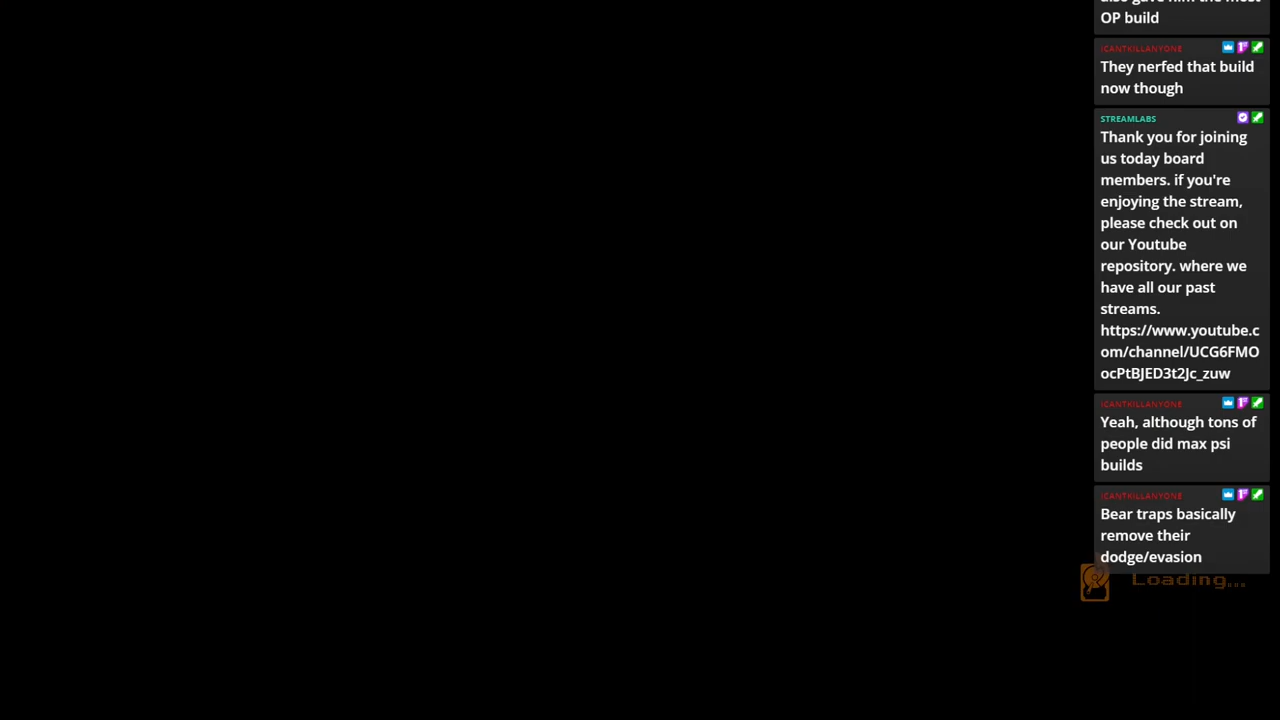 OP build
ICANTKILLANYONE
They nerfed that build
now though
STREAMLABS
Thank you for joining
us today board
members. if you're
enjoying the stream,
please check out on
our Youtube
repository. where we
have all our past
streams.
https://www.youtube.c
om/channel/UCG6FMO
ocPtBJED3t2Jc_zuw
ICANTKILLANYONE
Yeah, although tons of
people did max psi
builds
ICANTKILLANYONE
Bear traps basically
remove their
dodge/evasion
Loading...